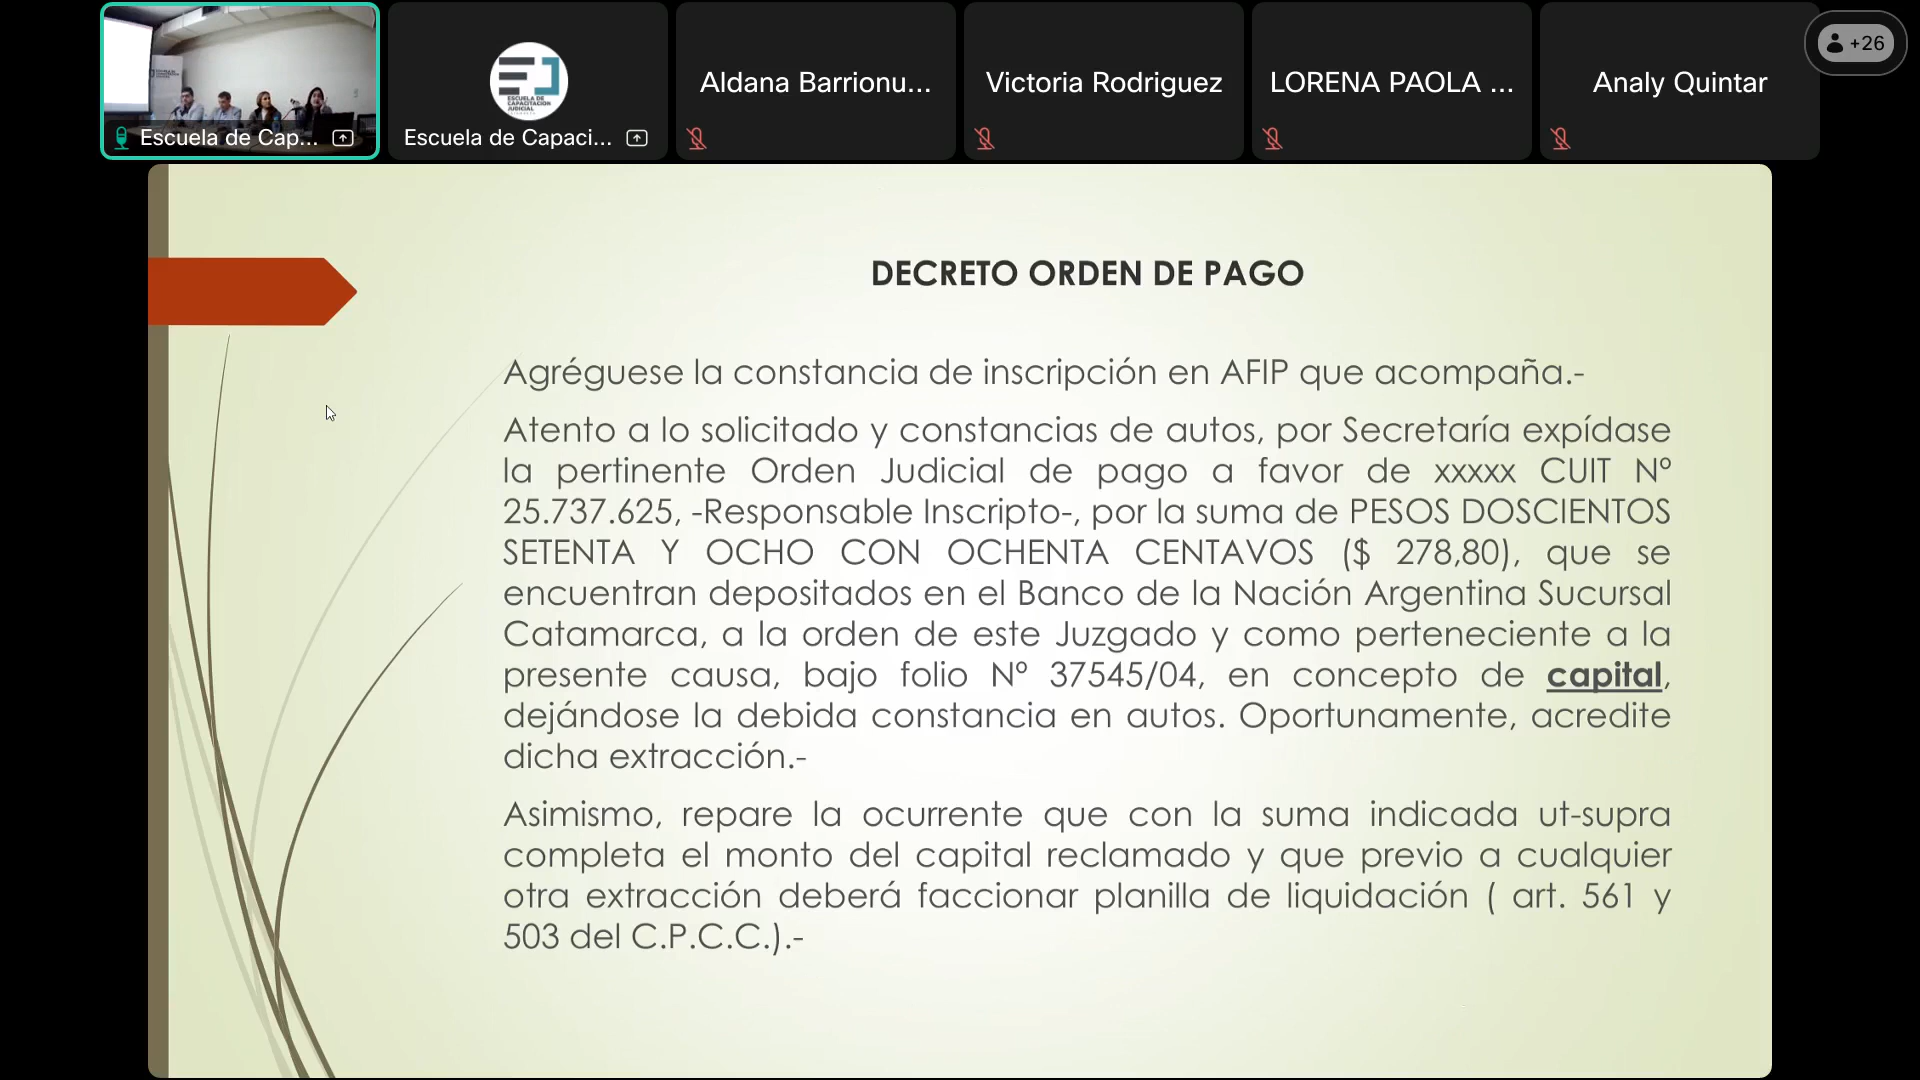 Escuela de Cap...
ESCUELA DE
CAPACITACION
JUDICIAL
Escuela de Capaci...
Aldana Barrionu...
Victoria Rodriguez
LORENA PAOLA ...
Analy Quintar
+26
DECRETO ORDEN DE PAGO
Agréguese la constancia de inscripción en AFIP que acompaña.-
Atento a lo solicitado y constancias de autos, por Secretaría expídase
la pertinente Orden Judicial de pago a favor de xxxxx CUIT Nº
25.737.625, -Responsable Inscripto-, por la suma de PESOS DOSCIENTOS
SETENTA Y OCHO CON OCHENTA CENTAVOS ($ 278,80), que se
encuentran depositados en el Banco de la Nación Argentina Sucursal
Catamarca, a la orden de este Juzgado y como perteneciente a la
presente causa, bajo folio Nº 37545/04, en concepto de capital,
dejándose la debida constancia en autos. Oportunamente, acredite
dicha extracción.-
Asimismo, repare la ocurrente que con la suma indicada ut-supra
completa el monto del capital reclamado y que previo a cualquier
otra extracción deberá faccionar planilla de liquidación ( art. 561 y
503 del C.P.C.C.).-